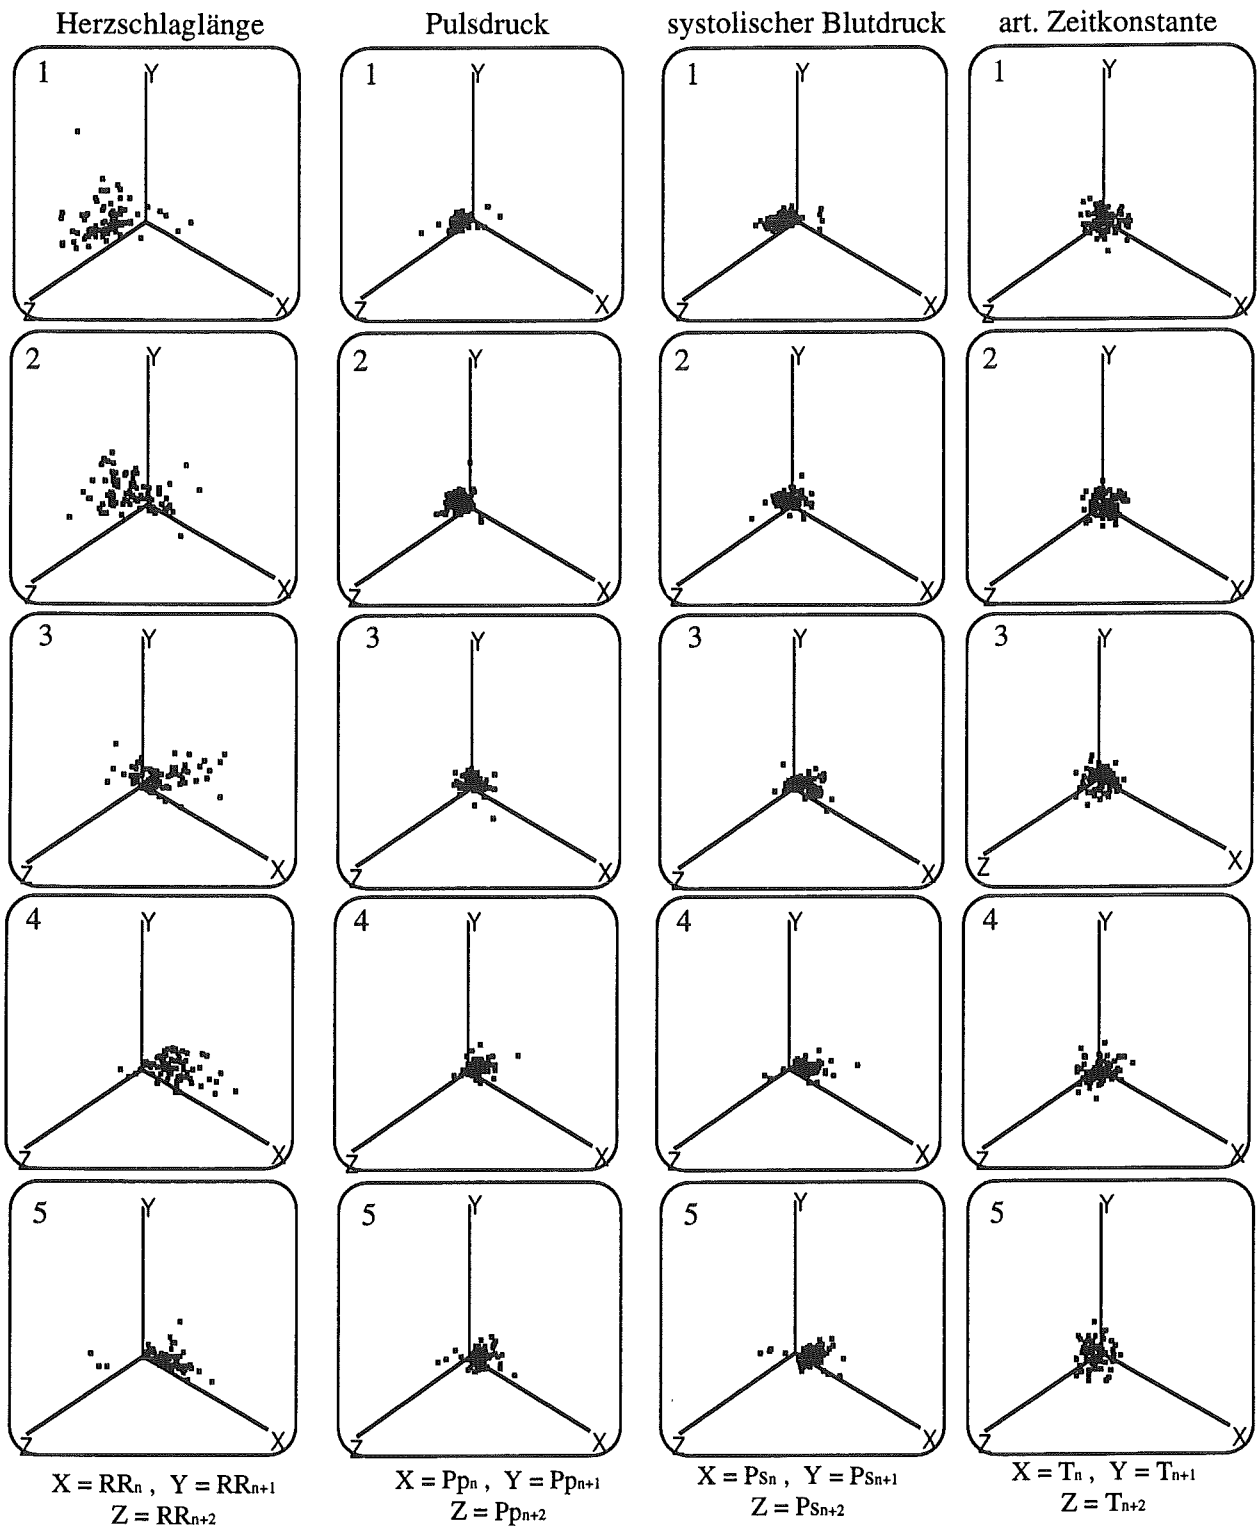 Herzschlaglänge Pulsdruck systolischer Blutdruck art. Zeitkonstante
1 Y Z X 1 Y Z X 1 Y Z X 1 Y Z X
2 Y Z X 2 Y Z X 2 Y Z X 2 Y Z X
3 Y Z X 3 Y Z X 3 Y Z X 3 Y Z X
4 Y Z X 4 Y Z X 4 Y Z X 4 Y Z X
5 Y Z X 5 Y Z X 5 Y Z X 5 Y Z X
X = RRn , Y = RRn+1
Z = RRn+2
X = Ppn , Y = Ppn+1
Z = Ppn+2
X = Psn , Y = Psn+1
Z = Psn+2
X = Tn , Y = Tn+1
Z = Tn+2